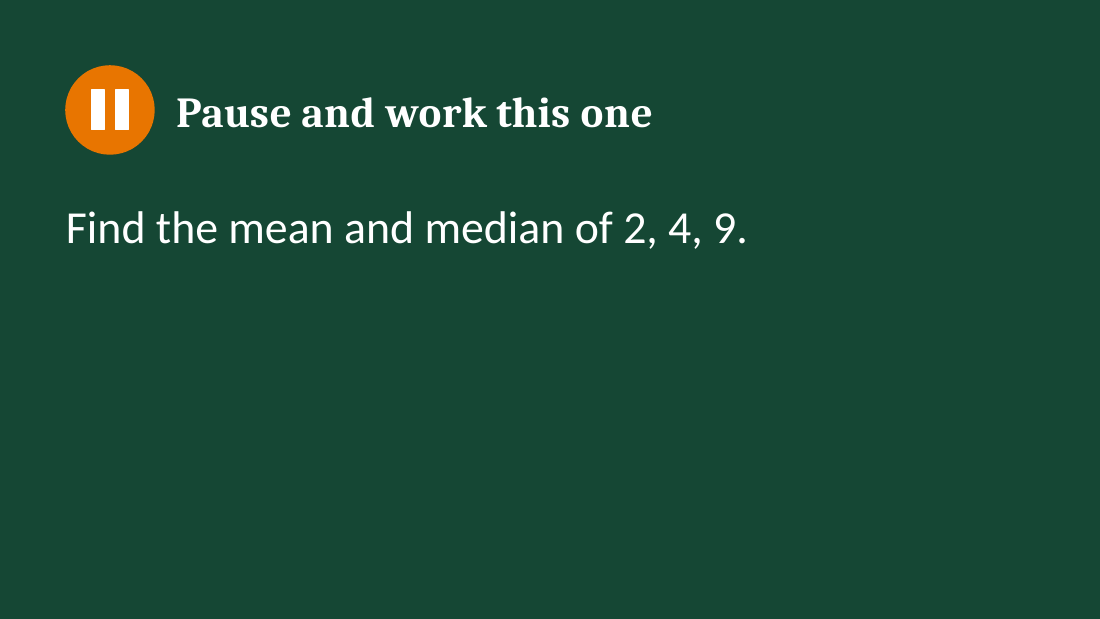 Pause and work this one
Find the mean and median of 2, 4, 9.